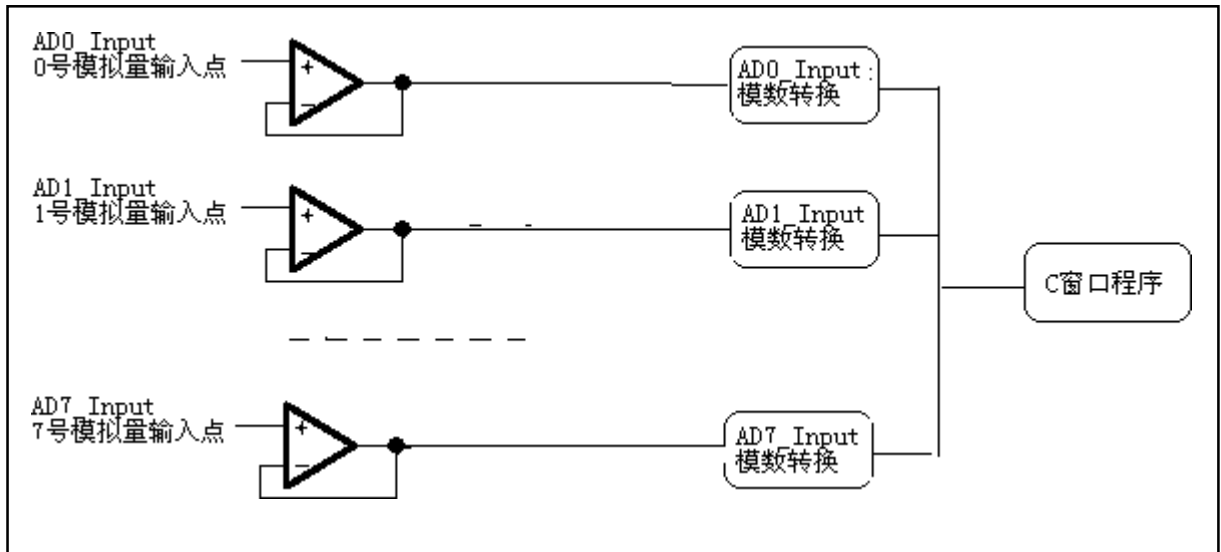 AD0_Input
0号模拟量输入点
+
−
AD0_Input:
模数转换
AD1_Input
1号模拟量输入点
+
−
AD1_Input
模数转换
C窗口程序
AD7_Input
7号模拟量输入点
+
−
AD7_Input
模数转换